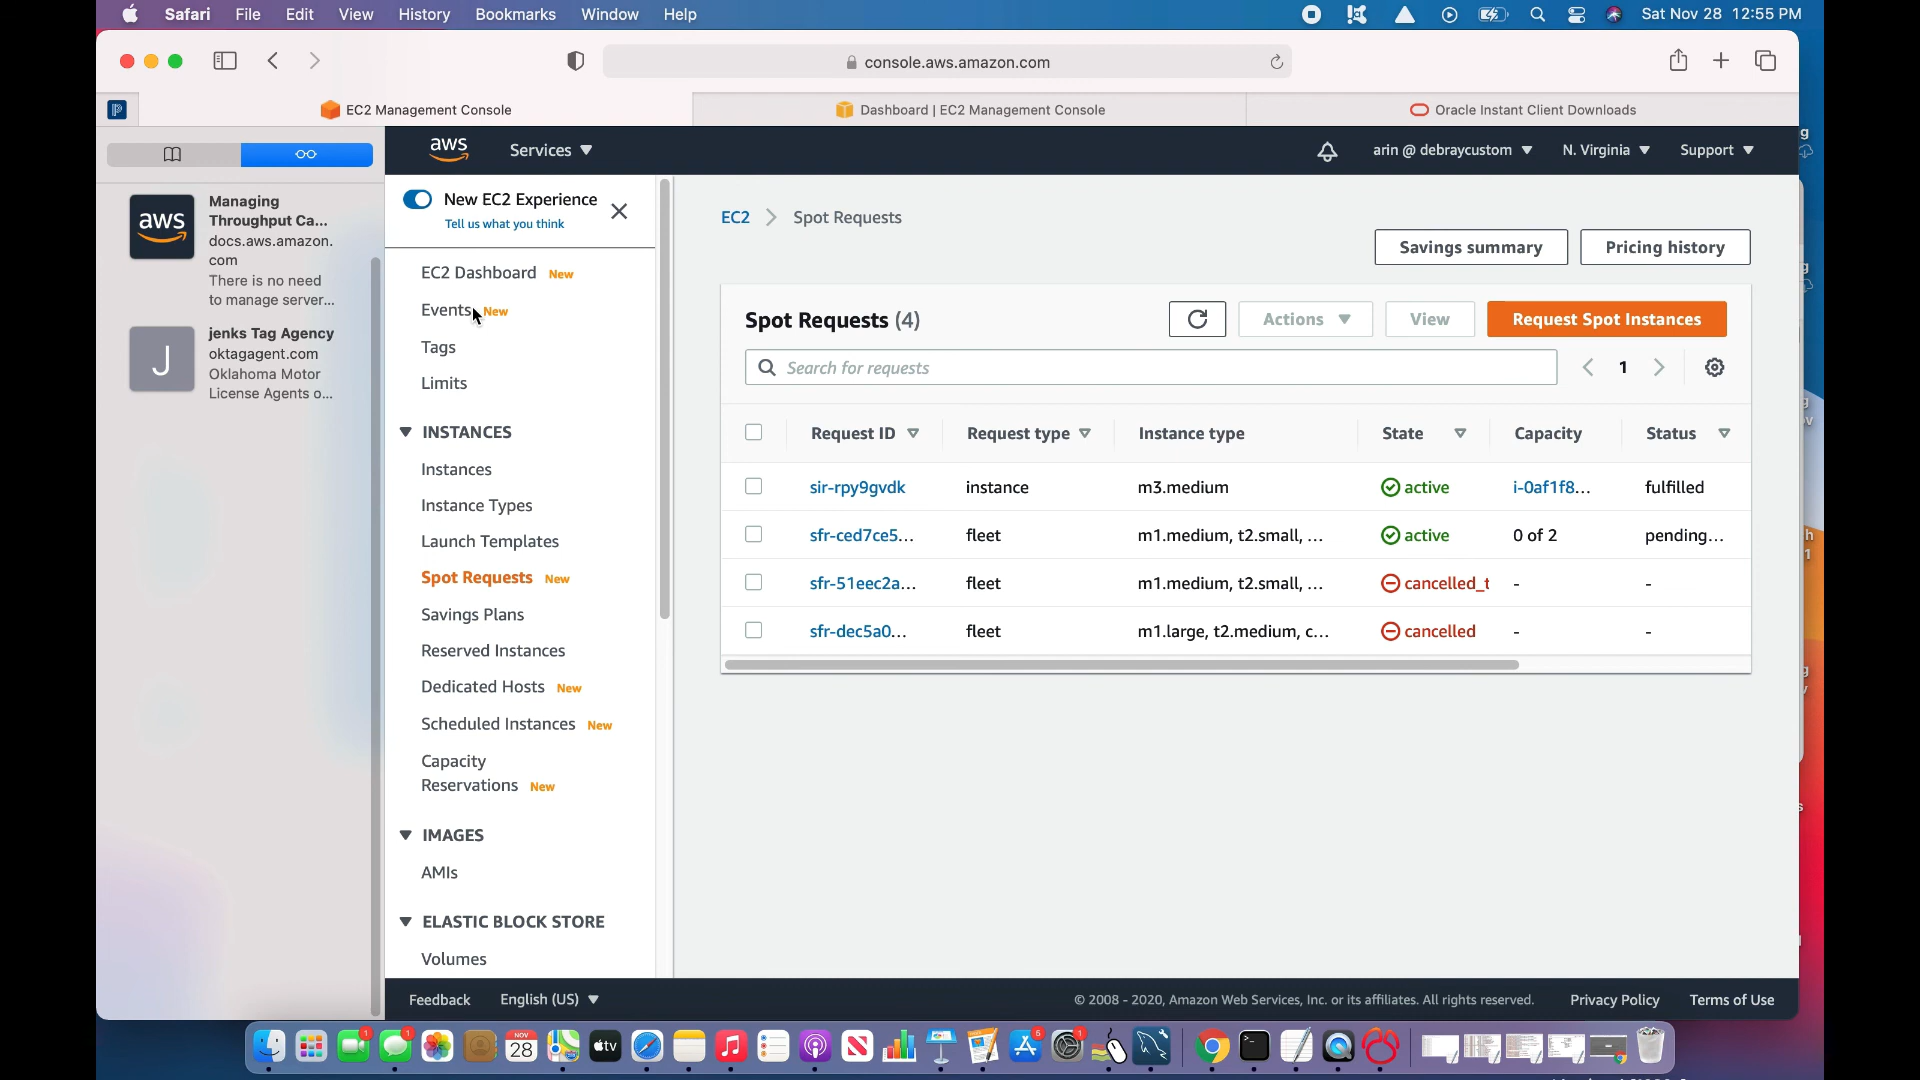 Safari File Edit View History Bookmarks Window Help
Sat Nov 28 12:55 PM
console.aws.amazon.com
P
EC2 Management Console
Dashboard | EC2 Management Console
Oracle Instant Client Downloads
aws
Services
arin @ debraycustom
N. Virginia
Support
aws
Managing
Throughput Ca...
docs.aws.amazon.
com
There is no need
to manage server...
J
jenks Tag Agency
oktagagent.com
Oklahoma Motor
License Agents o...
New EC2 Experience
Tell us what you think
EC2 Dashboard New
Events New
Tags
Limits
INSTANCES
Instances
Instance Types
Launch Templates
Spot Requests New
Savings Plans
Reserved Instances
Dedicated Hosts New
Scheduled Instances New
Capacity
Reservations New
IMAGES
AMIs
ELASTIC BLOCK STORE
Volumes
EC2 > Spot Requests
Savings summary
Pricing history
Spot Requests (4)
Actions
View
Request Spot Instances
Search for requests
1
Request ID Request type Instance type State Capacity Status
sir-rpy9gvdk instance m3.medium active i-0af1f8... fulfilled
sfr-ced7ce5... fleet m1.medium, t2.small, ... active 0 of 2 pending...
sfr-51eec2a... fleet m1.medium, t2.small, ... cancelled_t - -
sfr-dec5a0... fleet m1.large, t2.medium, c... cancelled - -
Feedback English (US)
© 2008 - 2020, Amazon Web Services, Inc. or its affiliates. All rights reserved. Privacy Policy Terms of Use
1
1
NOV
28
tv
6
1